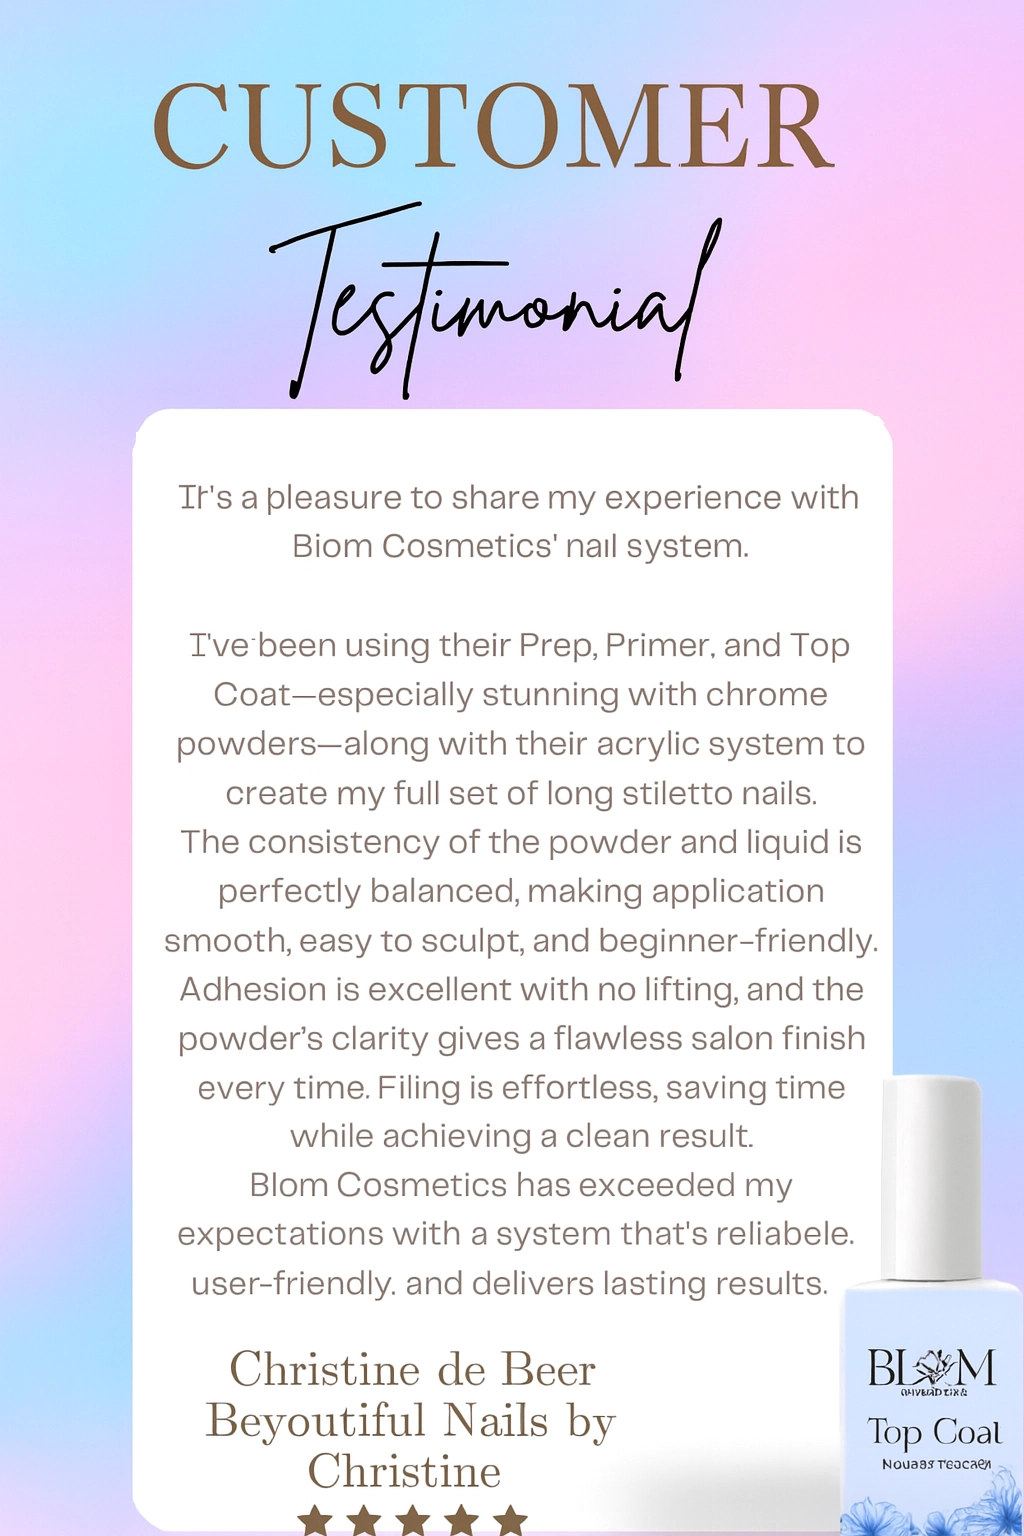 CUSTOMER
Testimonial
It's a pleasure to share my experience with
Biom Cosmetics' nail system.
I've been using their Prep, Primer, and Top
Coat—especially stunning with chrome
powders—along with their acrylic system to
create my full set of long stiletto nails.
The consistency of the powder and liquid is
perfectly balanced, making application
smooth, easy to sculpt, and beginner-friendly.
Adhesion is excellent with no lifting, and the
powder’s clarity gives a flawless salon finish
every time. Filing is effortless, saving time
while achieving a clean result.
Blom Cosmetics has exceeded my
expectations with a system that's reliabele.
user-friendly. and delivers lasting results.
Christine de Beer
Beyoutiful Nails by
Christine
BLOM
Top Coat